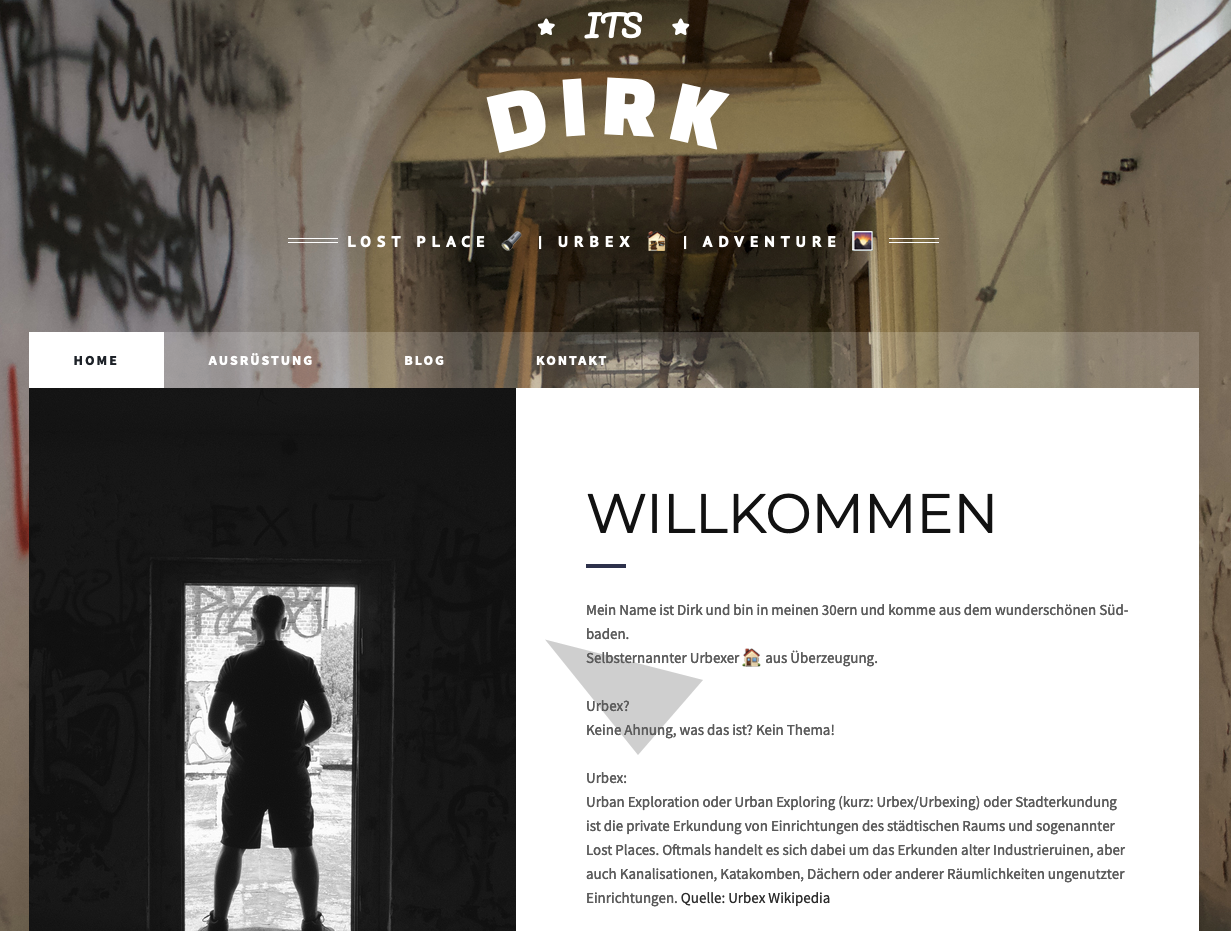 ITS
DIRK
LOST PLACE 🔦 | URBEX 🏚 | ADVENTURE 🌄
HOME AUSRÜSTUNG BLOG KONTAKT
EXIT
WILLKOMMEN
Mein Name ist Dirk und bin in meinen 30ern und komme aus dem wunderschönen Süd-
baden.
Selbsternannter Urbexer 🏠 aus Überzeugung.
Urbex?
Keine Ahnung, was das ist? Kein Thema!
Urbex:
Urban Exploration oder Urban Exploring (kurz: Urbex/Urbexing) oder Stadterkundung
ist die private Erkundung von Einrichtungen des städtischen Raums und sogenannter
Lost Places. Oftmals handelt es sich dabei um das Erkunden alter Industrieruinen, aber
auch Kanalisationen, Katakomben, Dächern oder anderer Räumlichkeiten ungenutzter
Einrichtungen. Quelle: Urbex Wikipedia